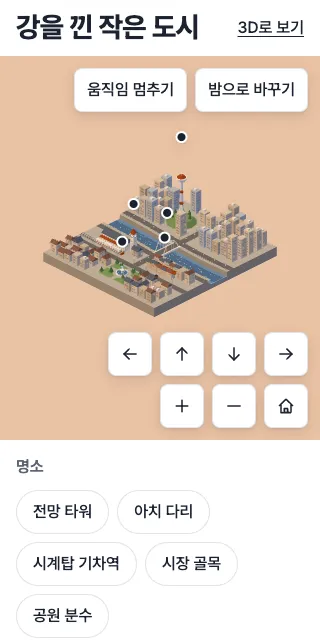 강을 낀 작은 도시
3D로 보기
움직임 멈추기
밤으로 바꾸기
명소
전망 타워
아치 다리
시계탑 기차역
시장 골목
공원 분수